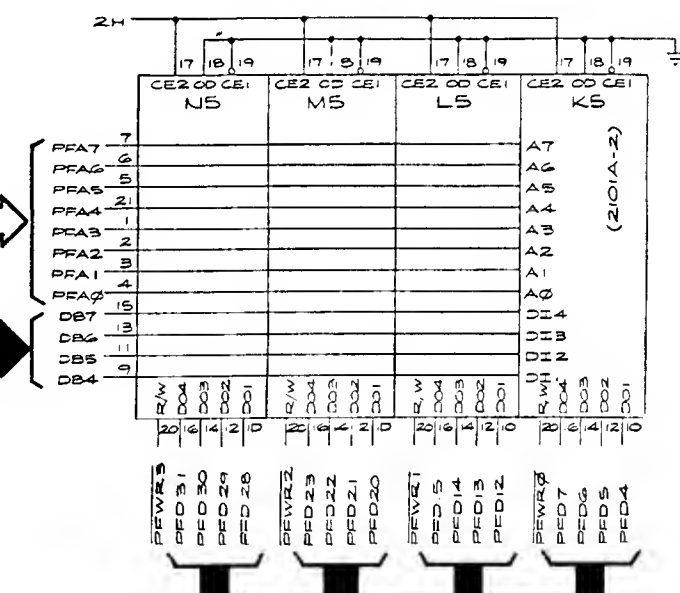 2H
17 18 19 17 18 19 17 18 19 17 18 19
CE2 OD CE1 CE2 OD CE1 CE2 OD CE1 CE2 OD CE1
N5 M5 L5 K5
(2101A-2)
PFA7 7 A7
PFA6 6 A6
PFA5 5 A5
PFA4 21 A4
PFA3 1 A3
PFA2 2 A2
PFA1 3 A1
PFAØ 4 AØ
DB7 15 DI4
DB6 13 DI3
DB5 11 DI2
DB4 9 DI1
R/W DO4 DO3 DO2 DO1 R/W DO4 DO3 DO2 DO1 R/W DO4 DO3 DO2 DO1 R/W DO4 DO3 DO2 DO1
20 16 14 12 10 20 16 14 12 10 20 16 14 12 10 20 16 14 12 10
PFWR3 PFD31 PFD30 PFD29 PFD28 PFWR2 PFD23 PFD22 PFD21 PFD20 PFWR1 PFD15 PFD14 PFD13 PFD12 PFWRØ PFD7 PFD6 PFD5 PFD4